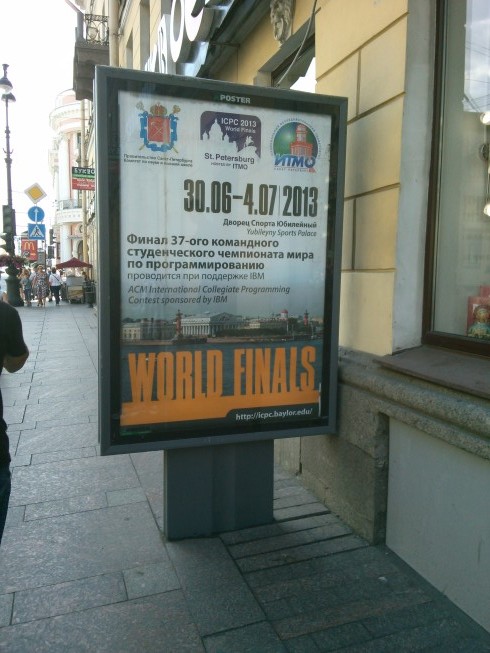 POSTER
ICPC 2013
World Finals
St. Petersburg
ITMO
ИТМО
30.06-4.07/2013
Дворец Спорта Юбилейный
Yubileyny Sports Palace
Финал 37-ого командного
студенческого чемпионата мира
по программированию
проводится при поддержке IBM
ACM International Collegiate Programming
Contest sponsored by IBM
WORLD FINALS
http://icpc.baylor.edu/